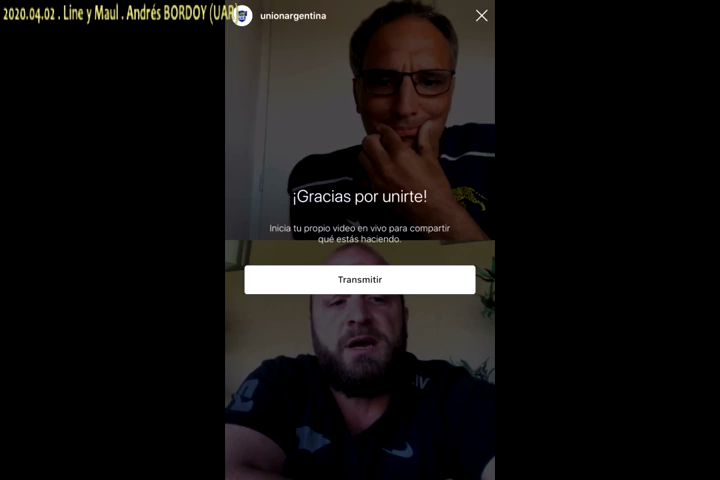 2020.04.02 . Line y Maul . Andrés BORDOY (UAR)
unionargentina
¡Gracias por unirte!
Inicia tu propio video en vivo para compartir
qué estás haciendo.
Transmitir